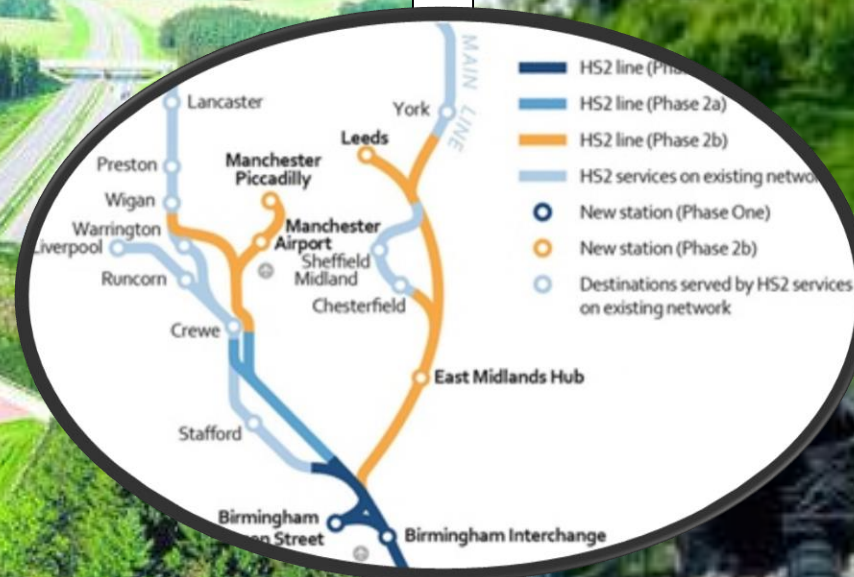 MAIN LINE
Lancaster
York
Leeds
Preston
Manchester
Piccadilly
Wigan
Warrington
Manchester
Airport
Liverpool
Sheffield
Midland
Runcorn
Chesterfield
Crewe
East Midlands Hub
Stafford
Birmingham
Street
Birmingham Interchange
HS2 line
HS2 line (Phase 2a)
HS2 line (Phase 2b)
HS2 services on existing
New station (Phase One)
New station (Phase 2b)
Destinations served by HS2 services
on existing network